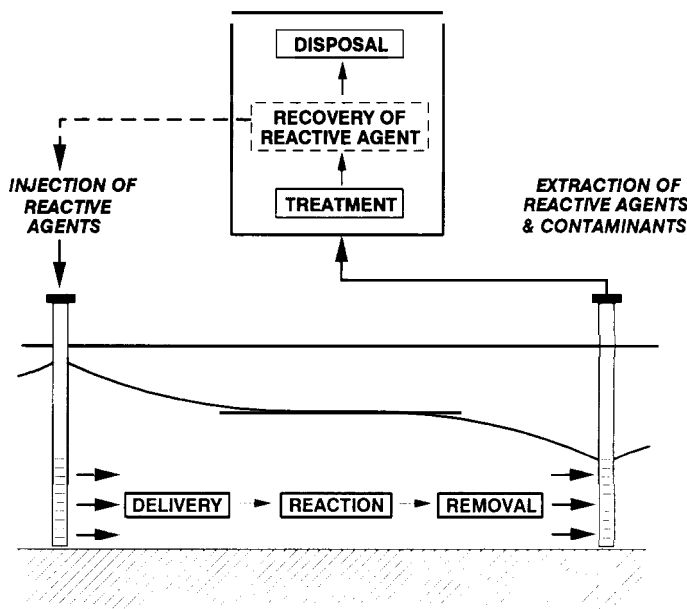 DISPOSAL
RECOVERY OF
REACTIVE AGENT
TREATMENT
INJECTION OF
REACTIVE
AGENTS
EXTRACTION OF
REACTIVE AGENTS
& CONTAMINANTS
DELIVERY
REACTION
REMOVAL